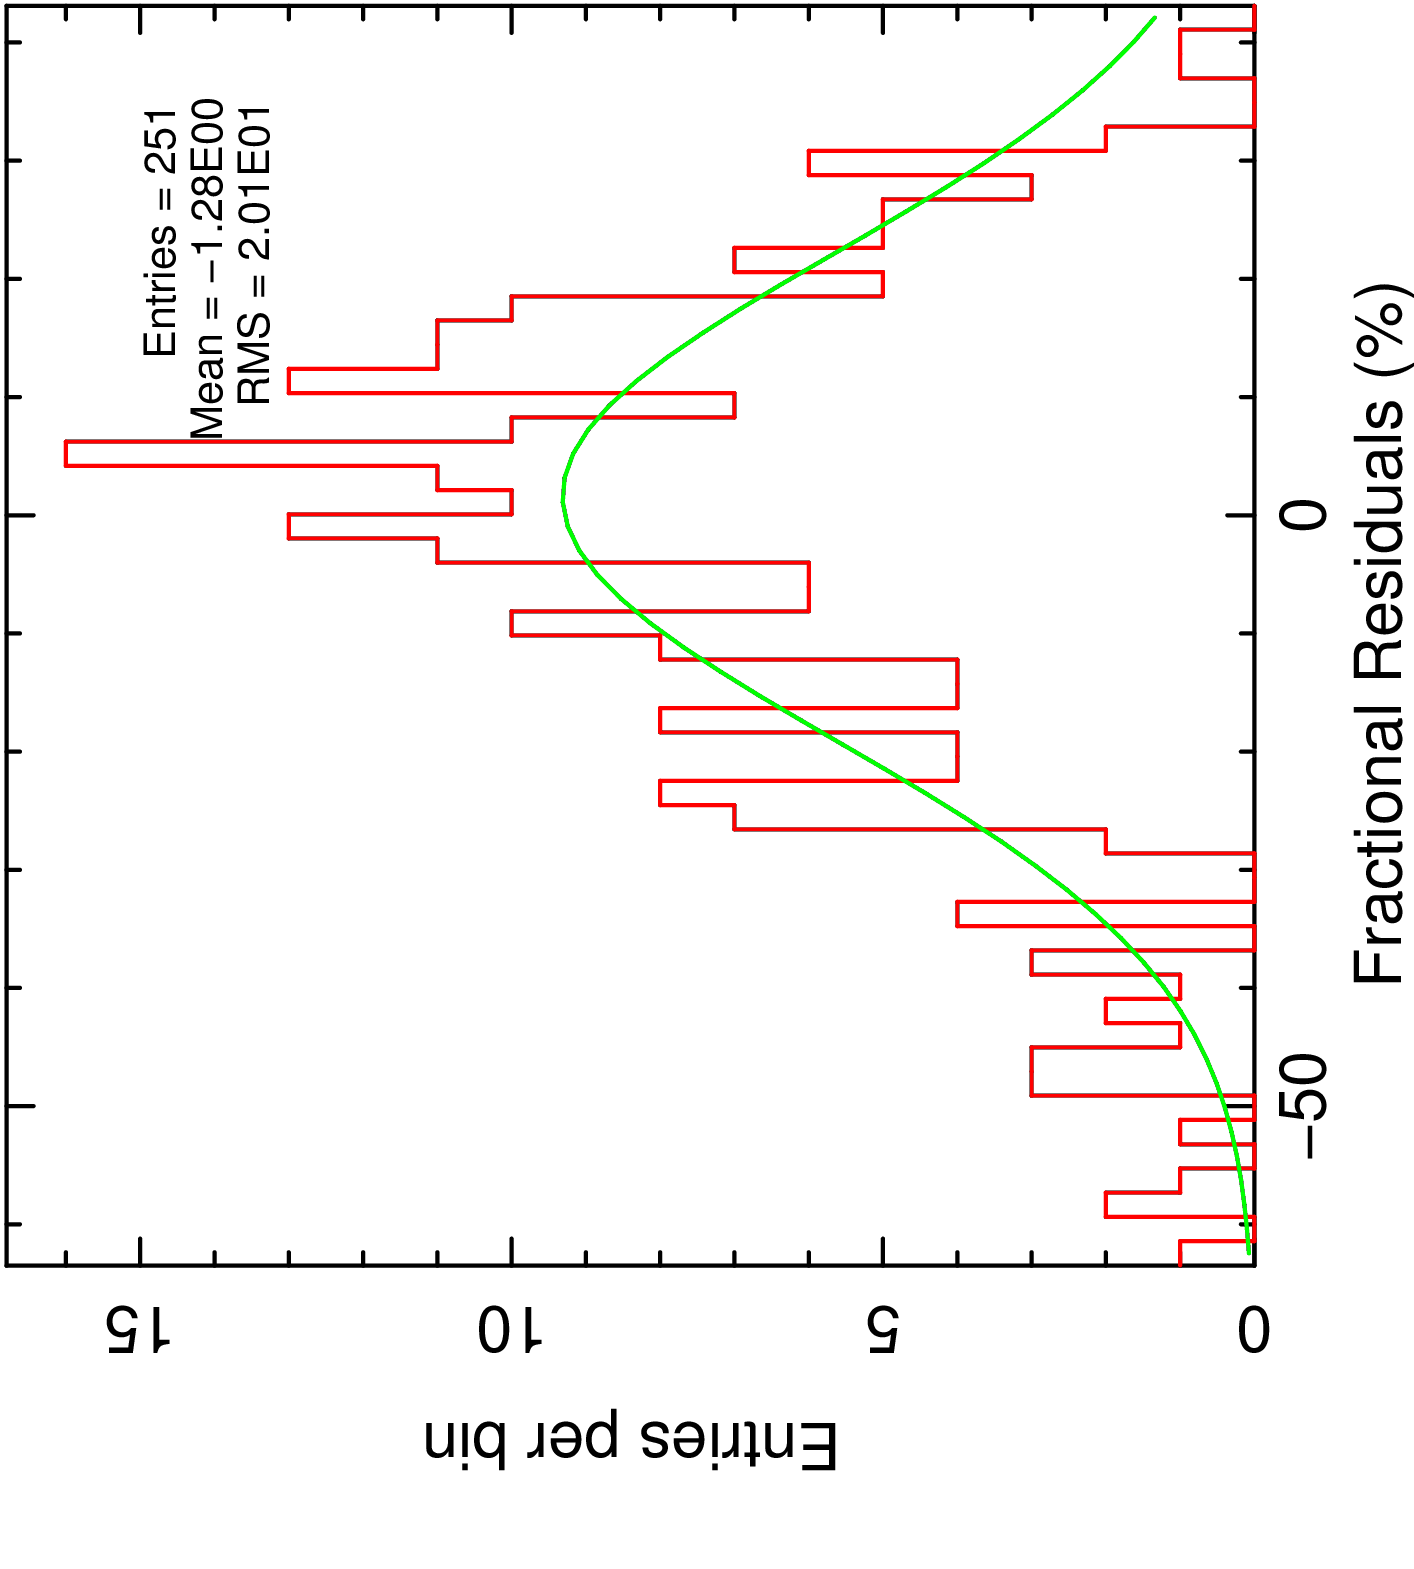 Entries = 251
Mean = −1.28E00
RMS = 2.01E01
15
10
5
0
Entries per bin
−50
0
Fractional Residuals (%)